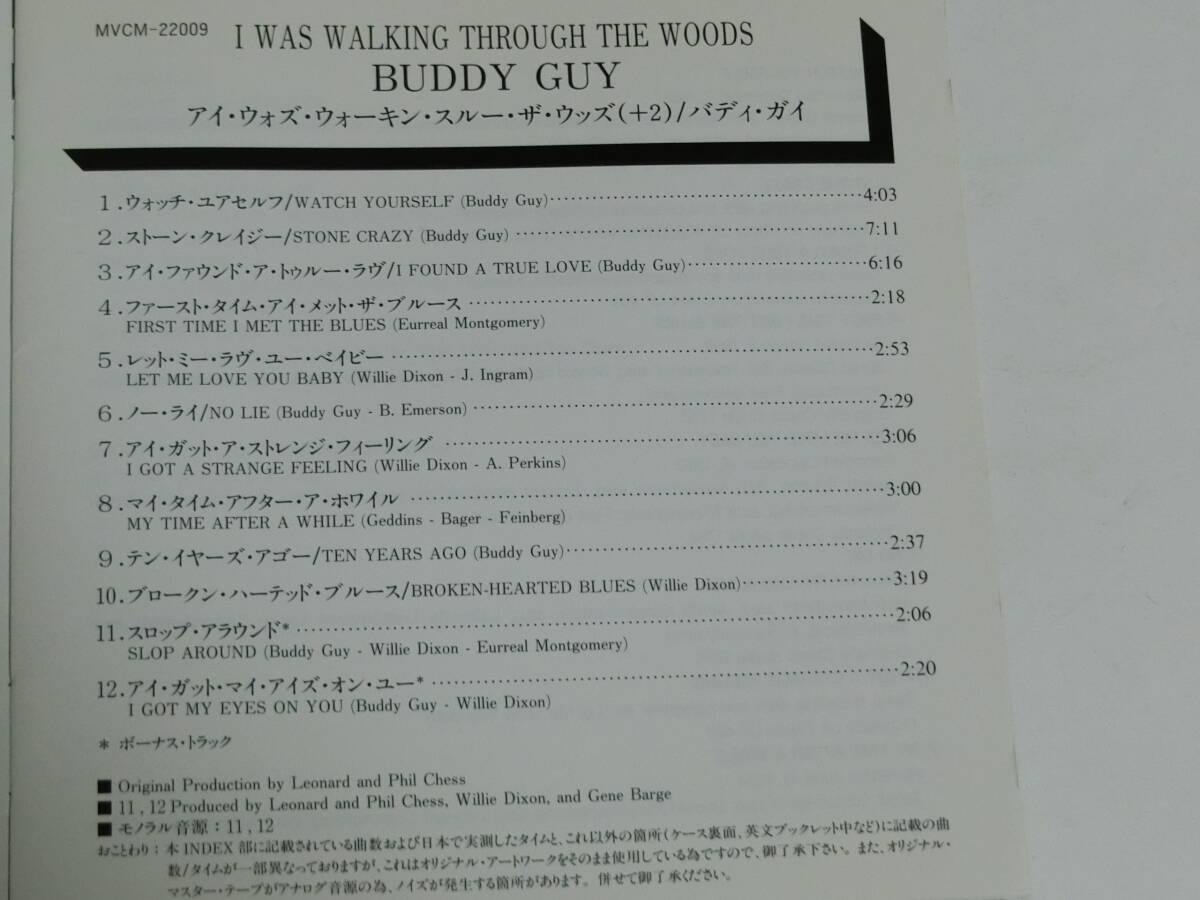 MVCM-22009 I WAS WALKING THROUGH THE WOODS
BUDDY GUY
アイ・ウォズ・ウォーキン・スルー・ザ・ウッズ(+2)/バディ・ガイ
1.ウォッチ・ユアセルフ/WATCH YOURSELF (Buddy Guy)⋯⋯⋯⋯⋯⋯⋯⋯⋯⋯4:03
2.ストーン・クレイジー/STONE CRAZY (Buddy Guy)⋯⋯⋯⋯⋯⋯⋯⋯⋯⋯7:11
3.アイ・ファウンド・ア・トゥルー・ラヴ/I FOUND A TRUE LOVE (Buddy Guy)⋯⋯⋯⋯⋯⋯6:16
4.ファースト・タイム・アイ・メット・ザ・ブルース⋯⋯⋯⋯⋯⋯⋯⋯⋯⋯2:18
FIRST TIME I MET THE BLUES (Eurreal Montgomery)
5.レット・ミー・ラヴ・ユー・ベイビー⋯⋯⋯⋯⋯⋯⋯⋯⋯⋯2:53
LET ME LOVE YOU BABY (Willie Dixon - J. Ingram)
6.ノー・ライ/NO LIE (Buddy Guy - B. Emerson)⋯⋯⋯⋯⋯⋯⋯⋯⋯⋯2:29
7.アイ・ガット・ア・ストレンジ・フィーリング⋯⋯⋯⋯⋯⋯⋯⋯⋯⋯3:06
I GOT A STRANGE FEELING (Willie Dixon - A. Perkins)
8.マイ・タイム・アフター・ア・ホワイル⋯⋯⋯⋯⋯⋯⋯⋯⋯⋯3:00
MY TIME AFTER A WHILE (Geddins - Bager - Feinberg)
9.テン・イヤーズ・アゴー/TEN YEARS AGO (Buddy Guy)⋯⋯⋯⋯⋯⋯⋯⋯⋯⋯2:37
10.ブロークン・ハーテッド・ブルース/BROKEN-HEARTED BLUES (Willie Dixon)⋯⋯⋯⋯⋯3:19
11.スロップ・アラウンド*⋯⋯⋯⋯⋯⋯⋯⋯⋯⋯2:06
SLOP AROUND (Buddy Guy - Willie Dixon - Eurreal Montgomery)
12.アイ・ガット・マイ・アイズ・オン・ユー*⋯⋯⋯⋯⋯⋯⋯⋯⋯⋯2:20
I GOT MY EYES ON YOU (Buddy Guy - Willie Dixon)
* ボーナス・トラック
■ Original Production by Leonard and Phil Chess
■ 11, 12 Produced by Leonard and Phil Chess, Willie Dixon, and Gene Barge
■ モノラル音源：11, 12
おことわり：本INDEX部に記載されている曲数および日本で実測したタイムと、これ以外の箇所(ケース裏面、英文ブックレット中など)に記載の曲
数/タイムが一部異なっておりますが、これはオリジナル・アートワークをそのまま使用している為ですので、御了承下さい。また、オリジナル・
マスター・テープがアナログ音源の為、ノイズが発生する箇所があります。併せて御了承ください。